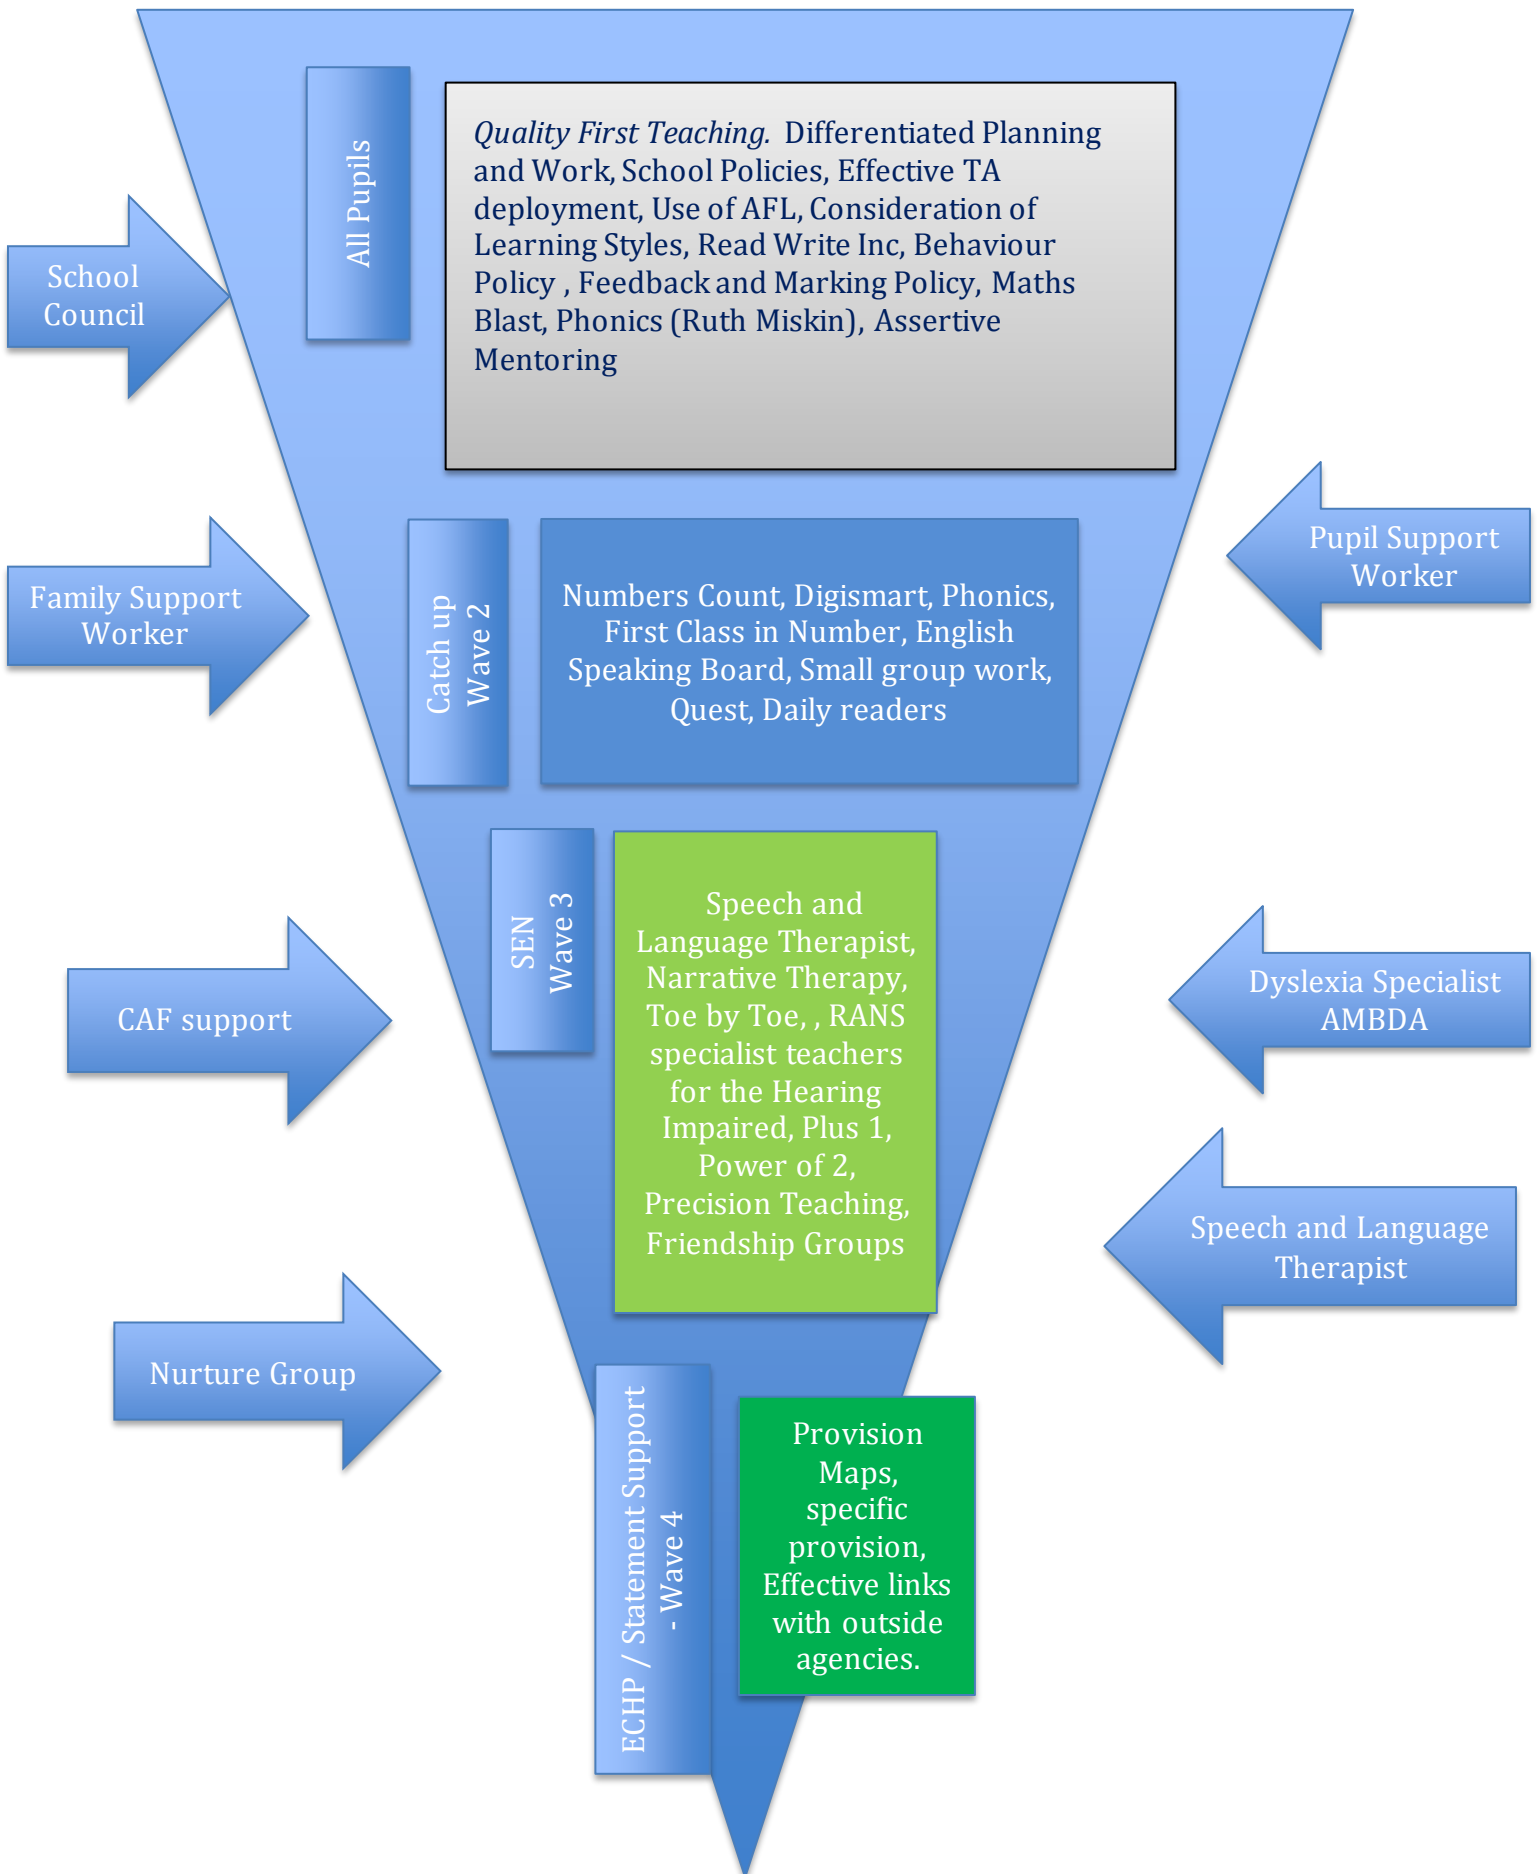 All Pupils
Quality First Teaching.  Differentiated Planning
and Work, School Policies, Effective TA
deployment, Use of AFL, Consideration of
Learning Styles, Read Write Inc, Behaviour
Policy , Feedback and Marking Policy, Maths
Blast, Phonics (Ruth Miskin), Assertive
Mentoring
School
Council
Family Support
Worker
Catch up
Wave 2
Numbers Count, Digismart, Phonics,
First Class in Number, English
Speaking Board, Small group work,
Quest, Daily readers
Pupil Support
Worker
SEN
Wave 3
Speech and
Language Therapist,
Narrative Therapy,
Toe by Toe, , RANS
specialist teachers
for the Hearing
Impaired, Plus 1,
Power of 2,
Precision Teaching,
Friendship Groups
CAF support
Dyslexia Specialist
AMBDA
Speech and Language
Therapist
Nurture Group
ECHP / Statement Support
- Wave 4
Provision
Maps,
specific
provision,
Effective links
with outside
agencies.